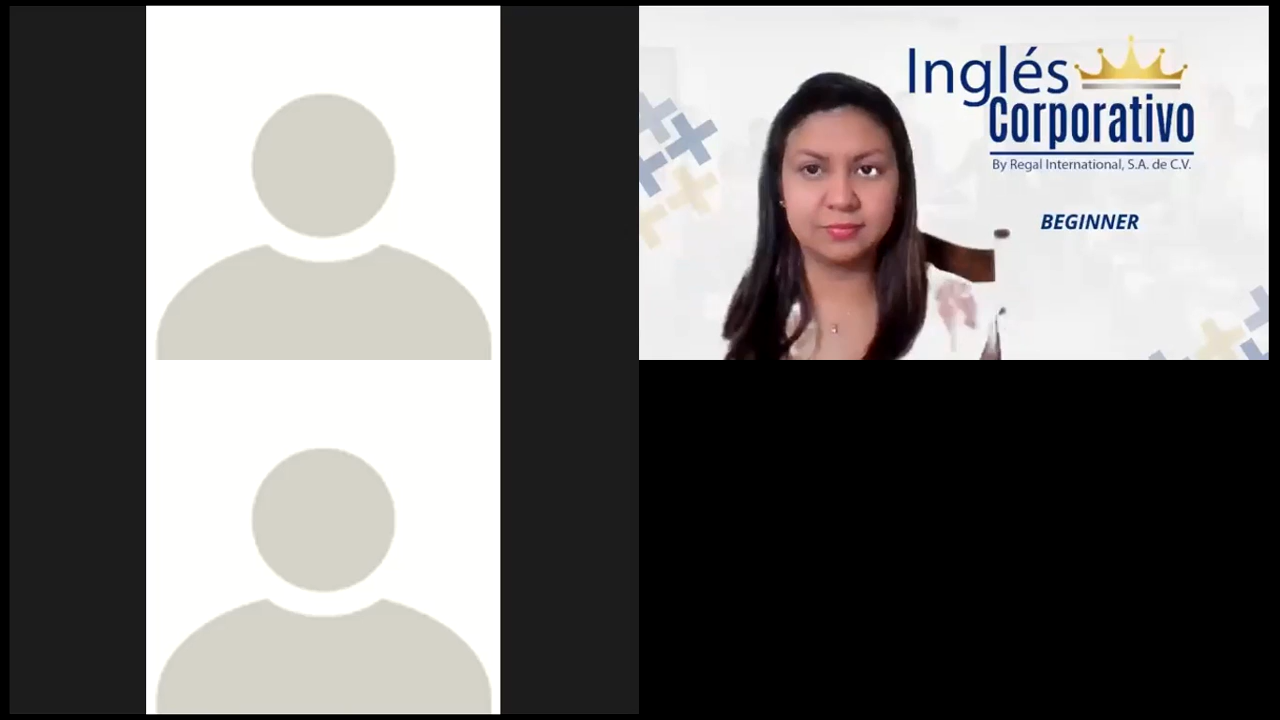 Inglés
Corporativo
By Regal International, S.A. de C.V.
BEGINNER